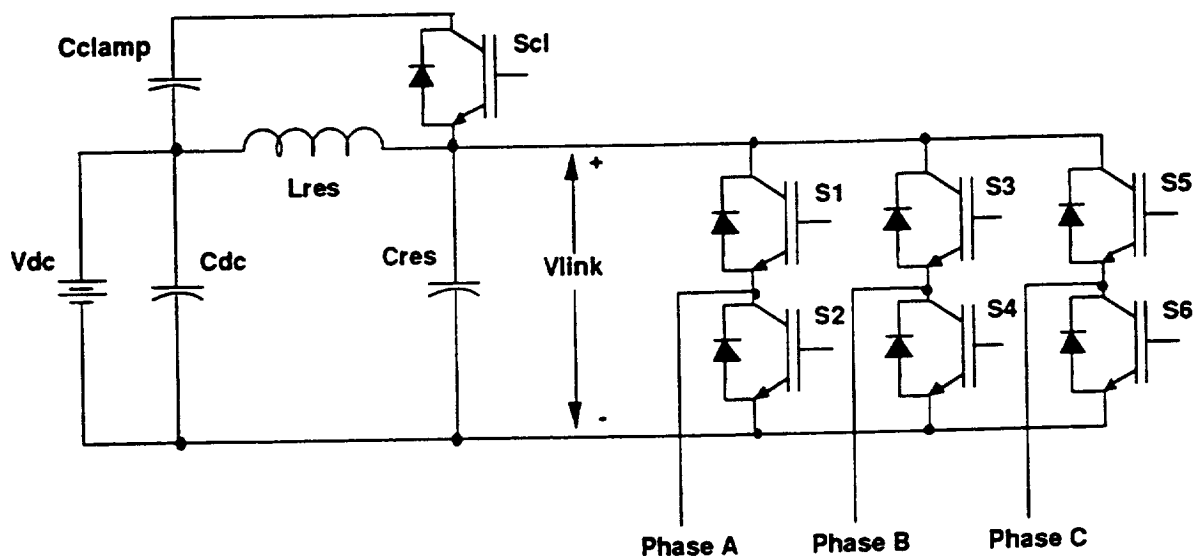 Cclamp
Scl
Lres
Vdc
Cdc
Cres
+
Vlink
-
S1
S3
S5
S2
S4
S6
Phase A
Phase B
Phase C